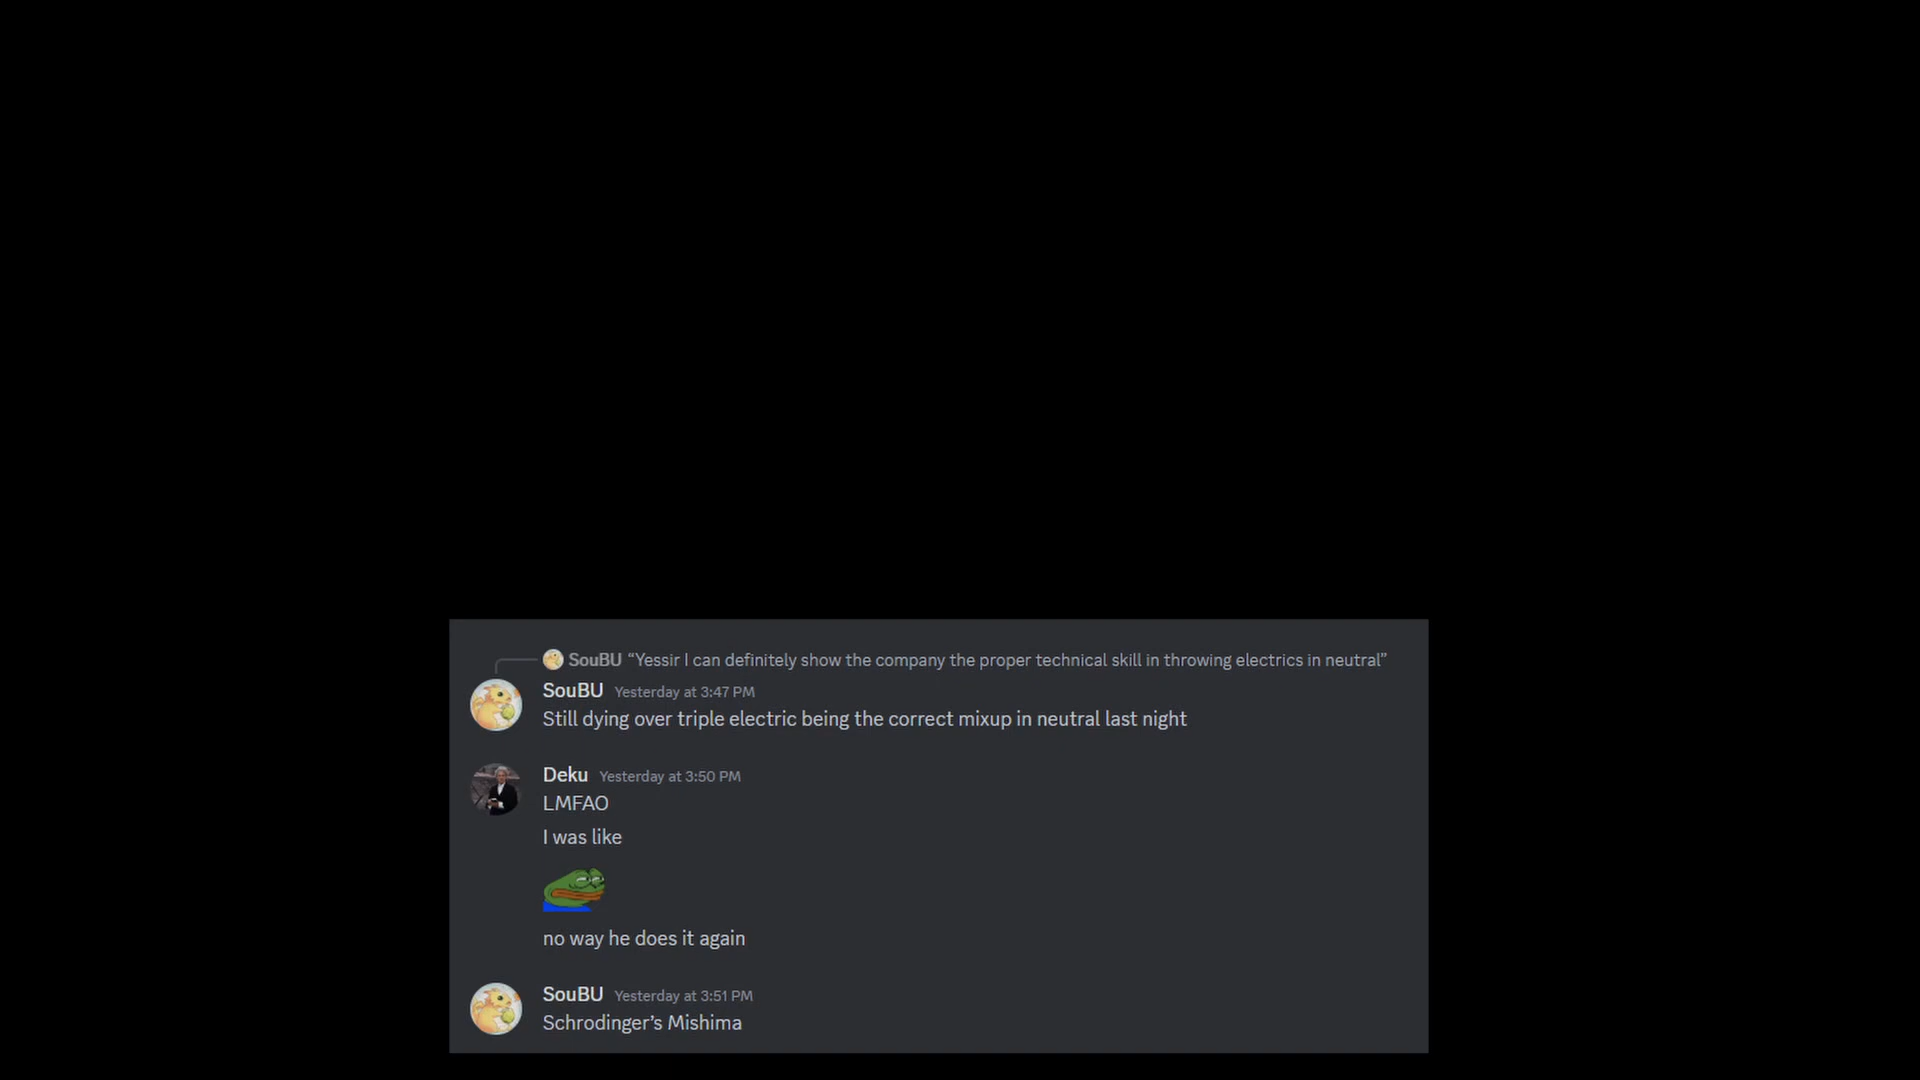 SouBU “Yessir I can definitely show the company the proper technical skill in throwing electrics in neutral”
SouBU Yesterday at 3:47 PM
Still dying over triple electric being the correct mixup in neutral last night
Deku Yesterday at 3:50 PM
LMFAO
I was like
no way he does it again
SouBU Yesterday at 3:51 PM
Schrodinger’s Mishima